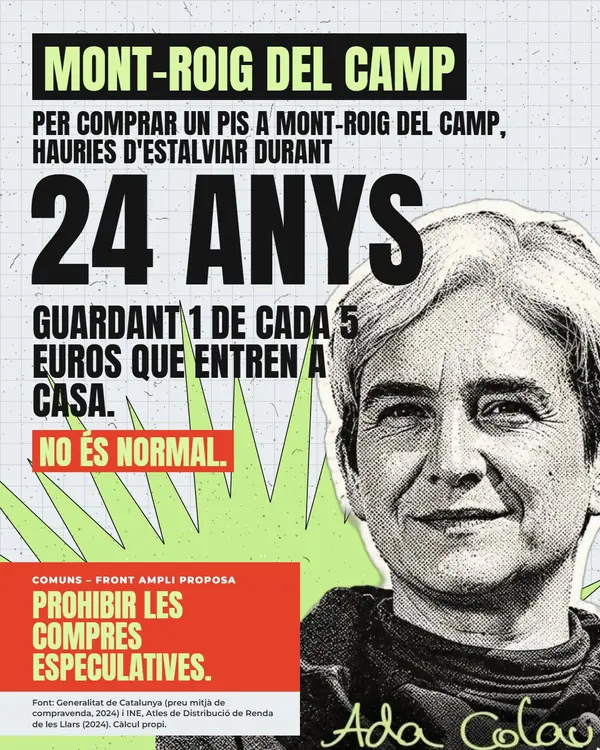 MONT-ROIG DEL CAMP
PER COMPRAR UN PIS A MONT-ROIG DEL CAMP,
HAURIES D'ESTALVIAR DURANT
24 ANYS
GUARDANT 1 DE CADA 5
EUROS QUE ENTREN A
CASA.
NO ÉS NORMAL.
COMUNS – FRONT AMPLI PROPOSA
PROHIBIR LES
COMPRES
ESPECULATIVES.
Font: Generalitat de Catalunya (preu mitjà de
compravenda, 2024) i INE, Atles de Distribució de Renda
de les Llars (2024). Càlcul propi.
Ada Colau